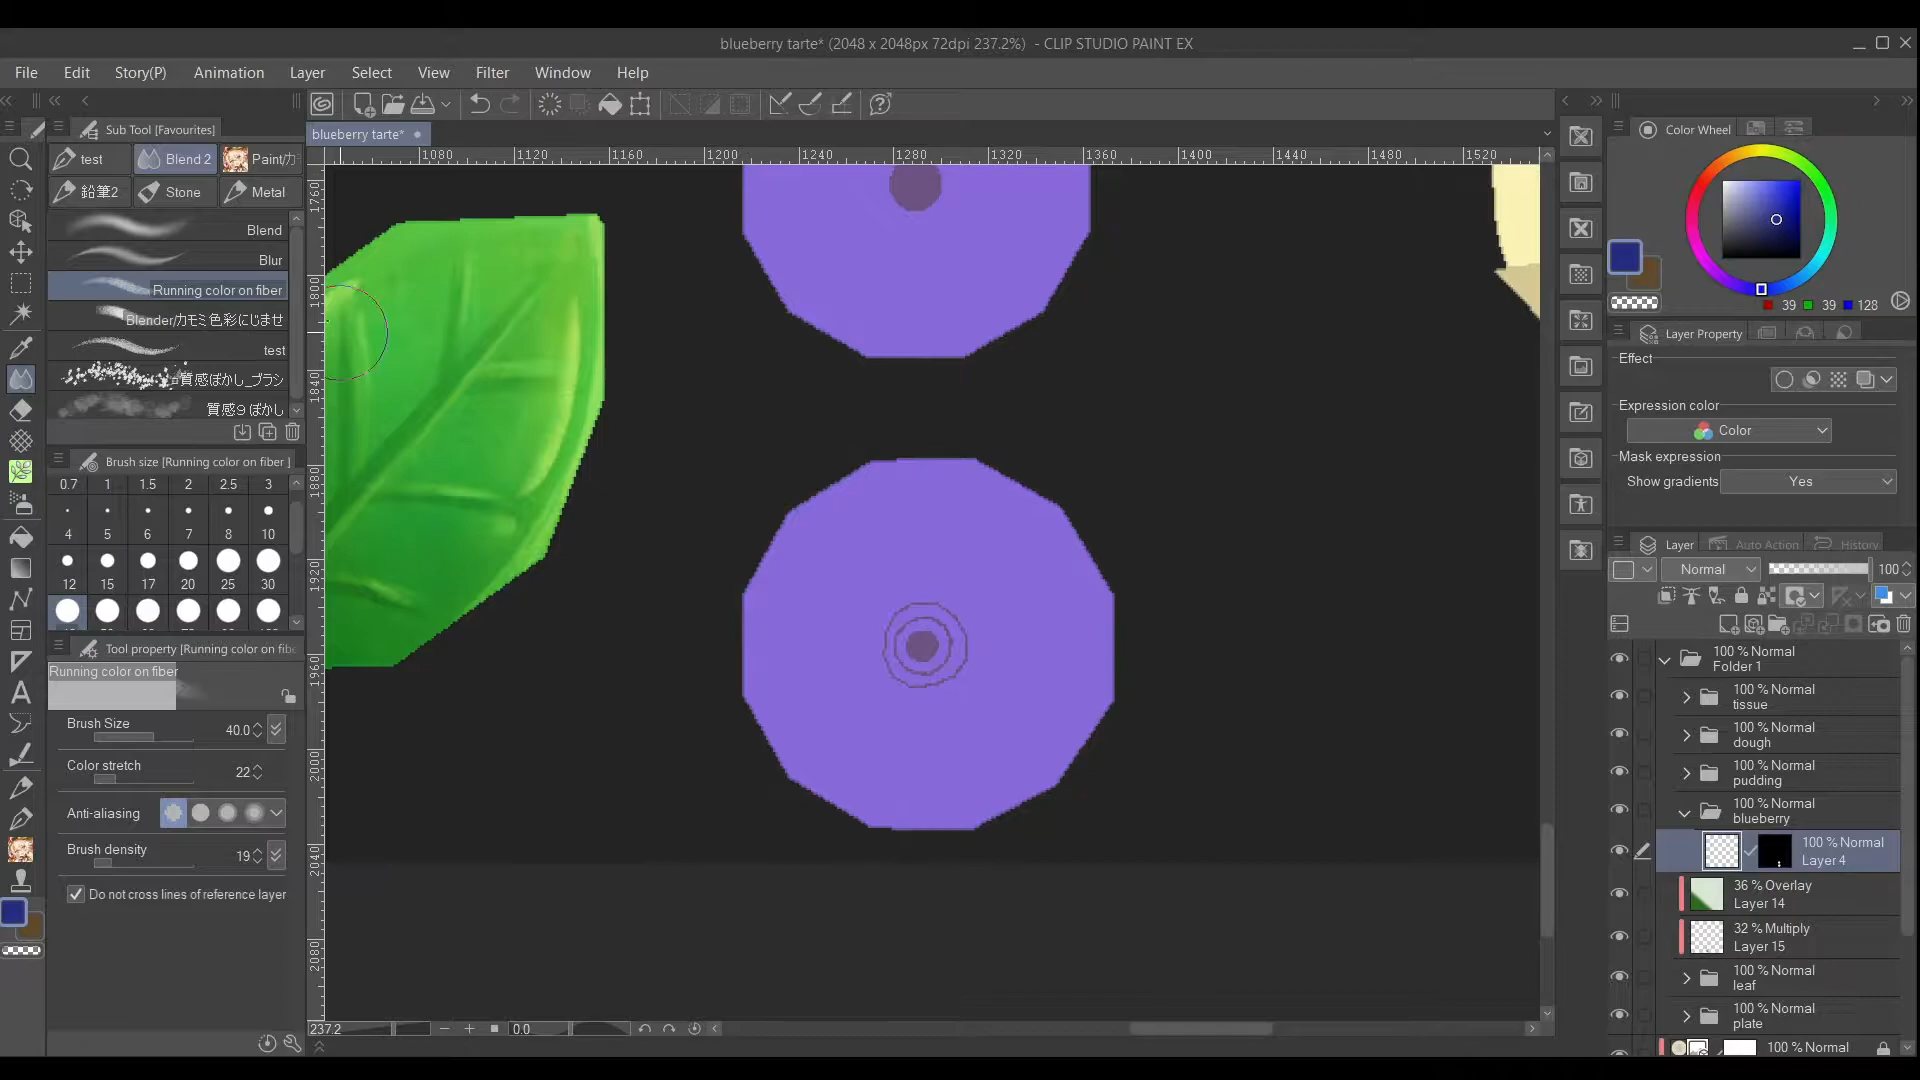 blueberry tarte* (2048 x 2048px 72dpi 237.2%) - CLIP STUDIO PAINT EX
File Edit Story(P) Animation Layer Select View Filter Window Help
Sub Tool [Favourites]
test Blend 2 Paint/カ
鉛筆2 Stone Metal
Blend
Blur
Running color on fiber
Blender/カモミ色彩にじませ
test
質感ぼかし_ブラシ
質感9ぼかし
Brush size [Running color on fiber ]
0.7 1 1.5 2 2.5 3
4 5 6 7 8 10
12 15 17 20 25 30
Tool property [Running color on fibe
Running color on fiber
Brush Size 40.0
Color stretch 22
Anti-aliasing
Brush density 19
Do not cross lines of reference layer
blueberry tarte*
1080 1120 1160 1200 1240 1280 1320 1360 1400 1440 1480 1520
1760
1800
1840
1880
1920
1960
2000
2040
2080
237.2 0.0
Color Wheel
39 39 128
Layer Property
Effect
Expression color
Color
Mask expression
Show gradients Yes
Layer Auto Action History
Normal 100
100 % Normal
Folder 1
100 % Normal
tissue
100 % Normal
dough
100 % Normal
pudding
100 % Normal
blueberry
100 % Normal
Layer 4
36 % Overlay
Layer 14
32 % Multiply
Layer 15
100 % Normal
leaf
100 % Normal
plate
100 % Normal